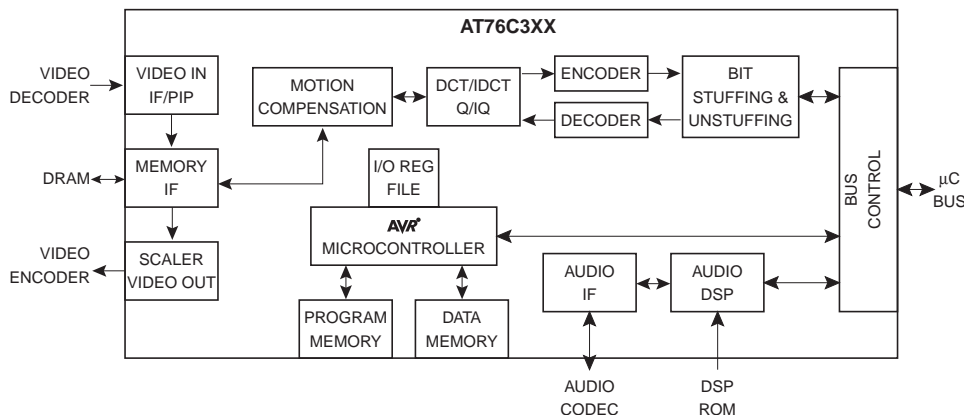 AT76C3XX
VIDEO
DECODER
VIDEO IN
IF/PIP
MOTION
COMPENSATION
DCT/IDCT
Q/IQ
ENCODER
DECODER
BIT
STUFFING &
UNSTUFFING
DRAM
MEMORY
IF
I/O REG
FILE
BUS
CONTROL
µC
BUS
AVR®
MICROCONTROLLER
VIDEO
ENCODER
SCALER
VIDEO OUT
AUDIO
IF
AUDIO
DSP
PROGRAM
MEMORY
DATA
MEMORY
AUDIO
CODEC
DSP
ROM